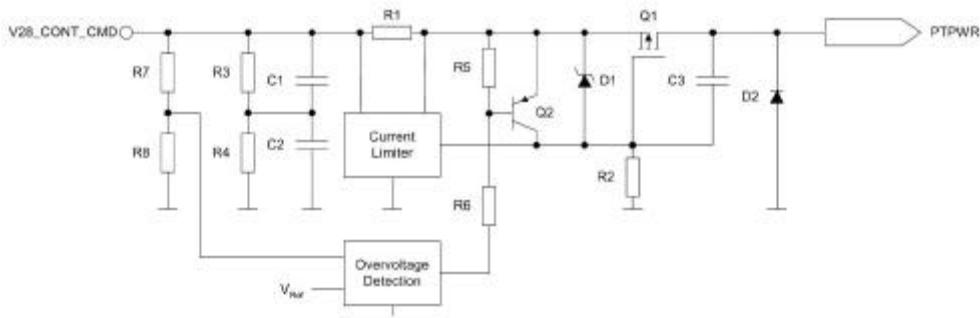 R1
Q1
V28_CONT_CMD
PTPWR
R7
R3
C1
R5
D1
C3
D2
Q2
R8
R4
C2
Current
Limiter
R2
R6
Overvoltage
Detection
VRef